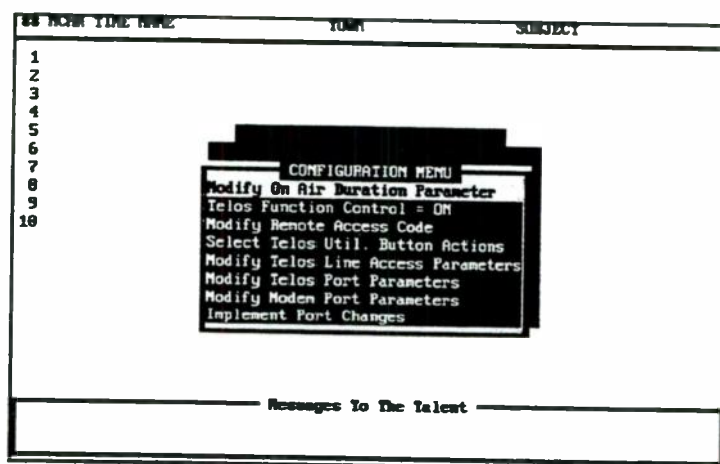 ## TIME NAME TOWN SUBJECT
1
2
3
4
5
6
7
8
9
10
CONFIGURATION MENU
Modify On Air Duration Parameter
Telos Function Control = ON
Modify Remote Access Code
Select Telos Util. Button Actions
Modify Telos Line Access Parameters
Modify Telos Port Parameters
Modify Modem Port Parameters
Implement Port Changes
Messages To The Talent